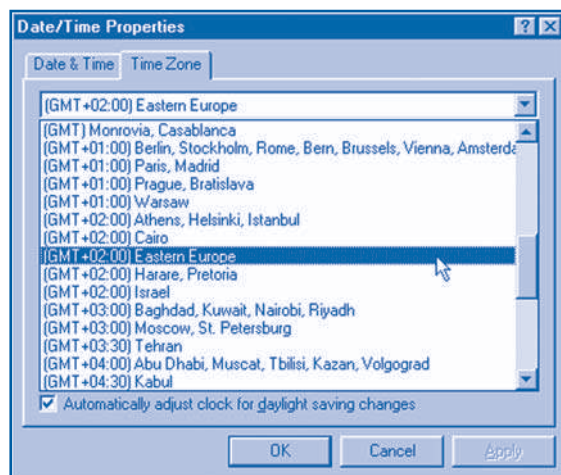 Date/Time Properties
Date & Time Time Zone
(GMT+02:00) Eastern Europe
(GMT) Monrovia, Casablanca
(GMT+01:00) Berlin, Stockholm, Rome, Bern, Brussels, Vienna, Amsterda
(GMT+01:00) Paris, Madrid
(GMT+01:00) Prague, Bratislava
(GMT+01:00) Warsaw
(GMT+02:00) Athens, Helsinki, Istanbul
(GMT+02:00) Cairo
(GMT+02:00) Eastern Europe
(GMT+02:00) Harare, Pretoria
(GMT+02:00) Israel
(GMT+03:00) Baghdad, Kuwait, Nairobi, Riyadh
(GMT+03:00) Moscow, St. Petersburg
(GMT+03:30) Tehran
(GMT+04:00) Abu Dhabi, Muscat, Tbilisi, Kazan, Volgograd
(GMT+04:30) Kabul
Automatically adjust clock for daylight saving changes
OK Cancel Apply